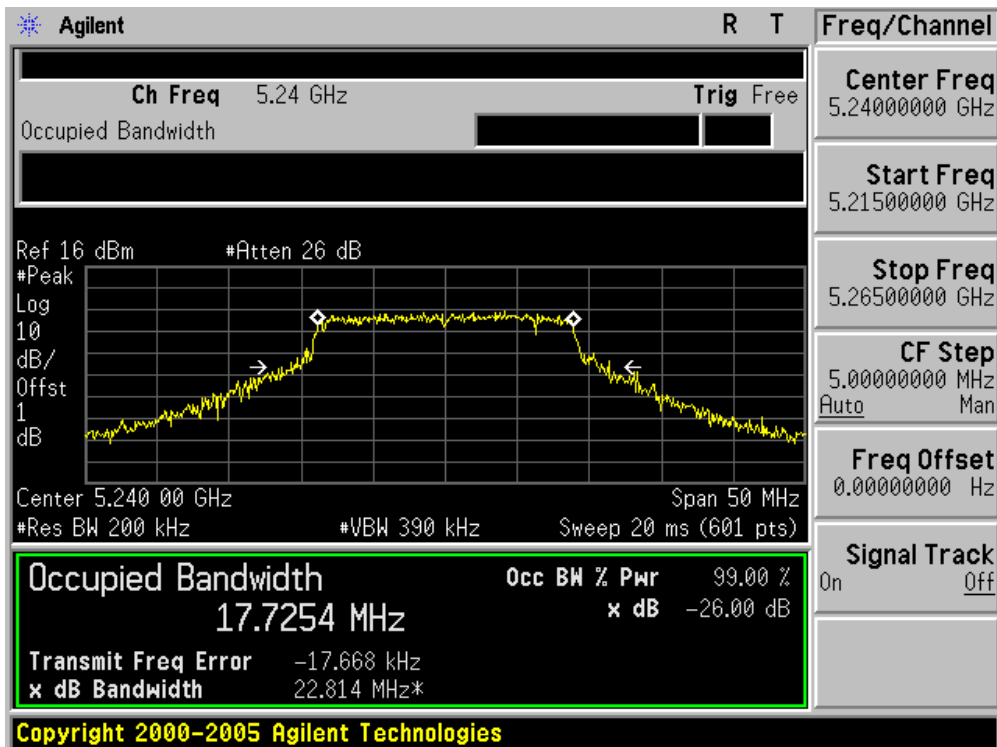 Agilent R T
Ch Freq 5.24 GHz Trig Free
Occupied Bandwidth
Ref 16 dBm #Atten 26 dB
#Peak
Log
10
dB/
Offst
1
dB
Center 5.240 00 GHz Span 50 MHz
#Res BW 200 kHz #VBW 390 kHz Sweep 20 ms (601 pts)
Occupied Bandwidth
17.7254 MHz
Occ BW % Pwr 99.00 %
x dB -26.00 dB
Transmit Freq Error -17.668 kHz
x dB Bandwidth 22.814 MHz*
Copyright 2000-2005 Agilent Technologies
Freq/Channel
Center Freq
5.24000000 GHz
Start Freq
5.21500000 GHz
Stop Freq
5.26500000 GHz
CF Step
5.00000000 MHz
Auto Man
Freq Offset
0.00000000 Hz
Signal Track
On Off